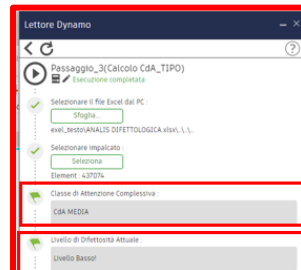 Lettore Dynamo
Passaggio_3(Calcolo CdA_TIPO)
Esecuzione completata
Selezionare il file Excel dal PC :
Sfoglia...
exel_testo\ANALIS DIFETTOLOGICA.xlsx\..\..
Selezionare impalcato :
Seleziona
Element : 437074
Classe di Attenzione Complessiva :
CdA MEDIA
Livello di Difettosità Attuale :
Livello Basso!